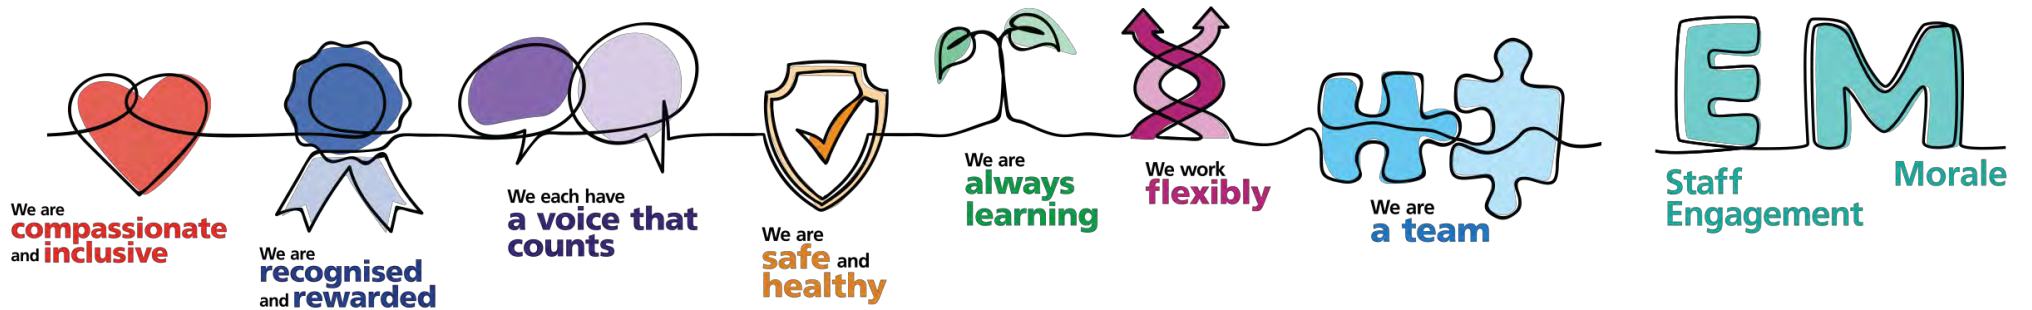 We are
compassionate
and inclusive
We are
recognised
and rewarded
We each have
a voice that
counts
We are
safe and
healthy
We are
always
learning
We work
flexibly
We are
a team
E M
Staff
Engagement
Morale